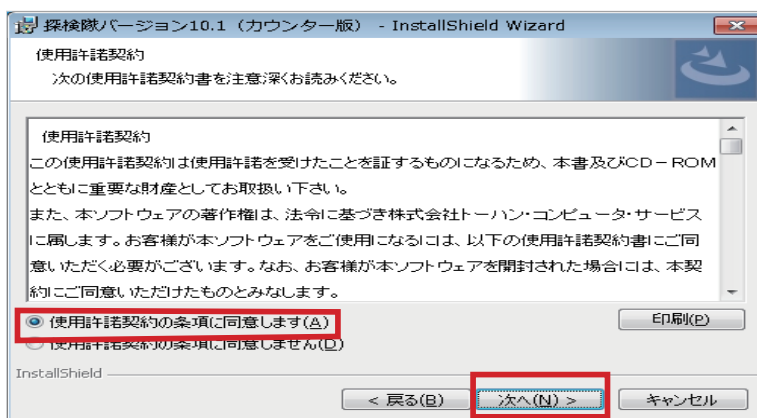 探検隊バージョン10.1（カウンター版） - InstallShield Wizard
使用許諾契約
次の使用許諾契約書を注意深くお読みください。
使用許諾契約
この使用許諾契約は使用許諾を受けたことを証するものになるため、本書及びCD－ROM
とともに重要な財産としてお取扱い下さい。
また、本ソフトウェアの著作権は、法令に基づき株式会社トーハン・コンピュータ・サービス
に属します。お客様が本ソフトウェアをご使用になるには、以下の使用許諾契約書にご同
意いただく必要がございます。なお、お客様が本ソフトウェアを開封された場合には、本契
約にご同意いただけたものとみなします。
使用許諾契約の条項に同意します(A)
印刷(P)
使用許諾契約の条項に同意しません(D)
InstallShield
< 戻る(B)
次へ(N) >
キャンセル